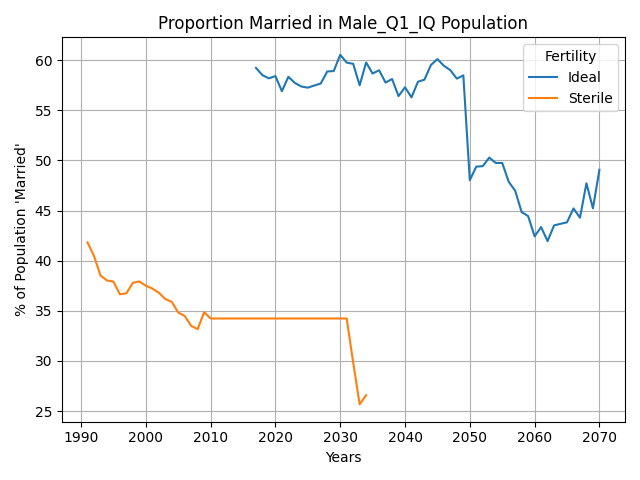 Proportion Married in Male_Q1_IQ Population
% of Population 'Married'
60
55
50
45
40
35
30
25
Fertility
Ideal
Sterile
1990 2000 2010 2020 2030 2040 2050 2060 2070
Years